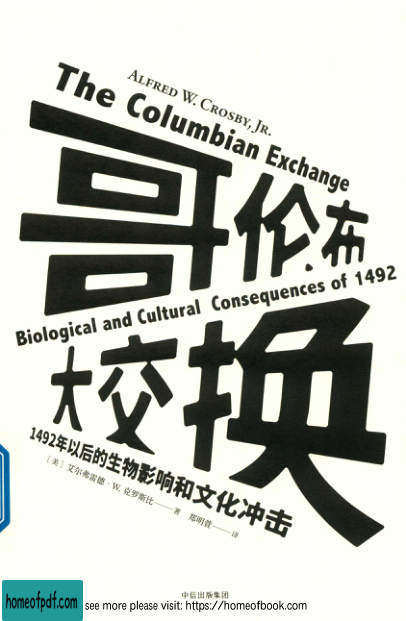 ALFRED W. CROSBY, JR.
The Columbian Exchange
哥伦布
Biological and Cultural Consequences of 1492
大交换
1492年以后的生物影响和文化冲击
[美] 艾尔弗雷德·W. 克罗斯比——著 郑明萱——译
中信出版集团
homeofpdf.com
see more please visit: https://homeofbook.com